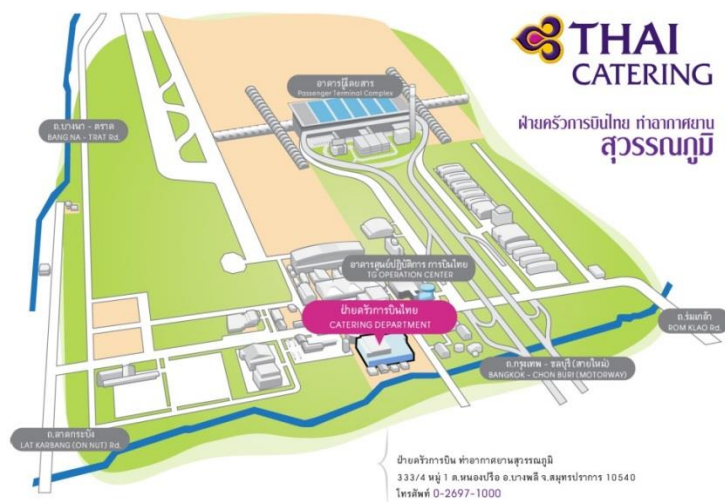 THAI
CATERING
ฝ่ายครัวการบินไทย ท่าอากาศยาน
สุวรรณภูมิ
อาคารผู้โดยสาร
Passenger Terminal Complex
ถ.บางนา - ตราด
BANG NA - TRAT Rd.
อาคารศูนย์ปฏิบัติการ การบินไทย
TG OPERATION CENTER
ฝ่ายครัวการบินไทย
CATERING DEPARTMENT
ถ.ร่มเกล้า
ROM KLAO Rd.
ถ.กรุงเทพ - ชลบุรี (สายใหม่)
BANGKOK - CHON BURI (MOTORWAY)
ถ.ลาดกระบัง
LAT KARBANG (ON NUT) Rd.
ฝ่ายครัวการบิน ท่าอากาศยานสุวรรณภูมิ
333/4 หมู่ 1 ต.หนองปรือ อ.บางพลี จ.สมุทรปราการ 10540
โทรศัพท์ 0-2697-1000